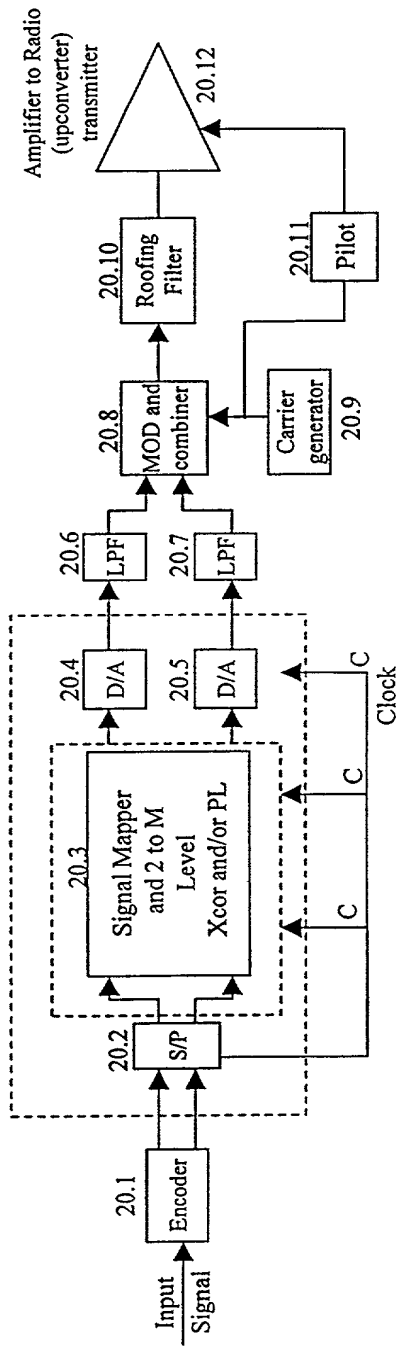 Input
Signal
20.1
Encoder
20.2
S/P
20.3
Signal Mapper
and 2 to M
Level
Xcor and/or PL
20.4
D/A
20.5
D/A
C
C
C
Clock
20.6
LPF
20.7
LPF
20.8
MOD and
combiner
Carrier
generator
20.9
20.10
Roofing
Filter
20.11
Pilot
Amplifier to Radio
(upconverter)
transmitter
20.12